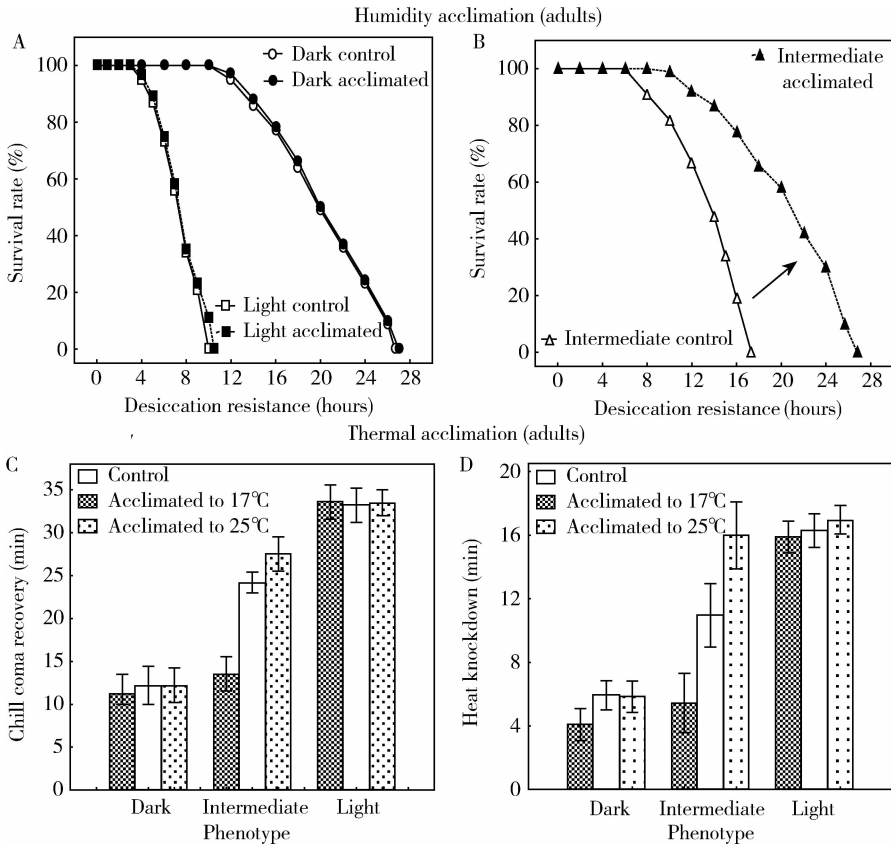 Humidity acclimation (adults)
A
Dark control
Dark acclimated
Light control
Light acclimated
Survival rate (%)
100
80
60
40
20
0
0 4 8 12 16 20 24 28
Desiccation resistance (hours)
B
Intermediate
acclimated
Intermediate control
Survival rate (%)
100
80
60
40
20
0
0 4 8 12 16 20 24 28
Desiccation resistance (hours)
Thermal acclimation (adults)
C
Control
Acclimated to 17℃
Acclimated to 25℃
Chill coma recovery (min)
35
30
25
20
15
10
5
0
Dark Intermediate Light
Phenotype
D
Control
Acclimated to 17℃
Acclimated to 25℃
Heat knockdown (min)
20
16
12
8
4
0
Dark Intermediate Light
Phenotype